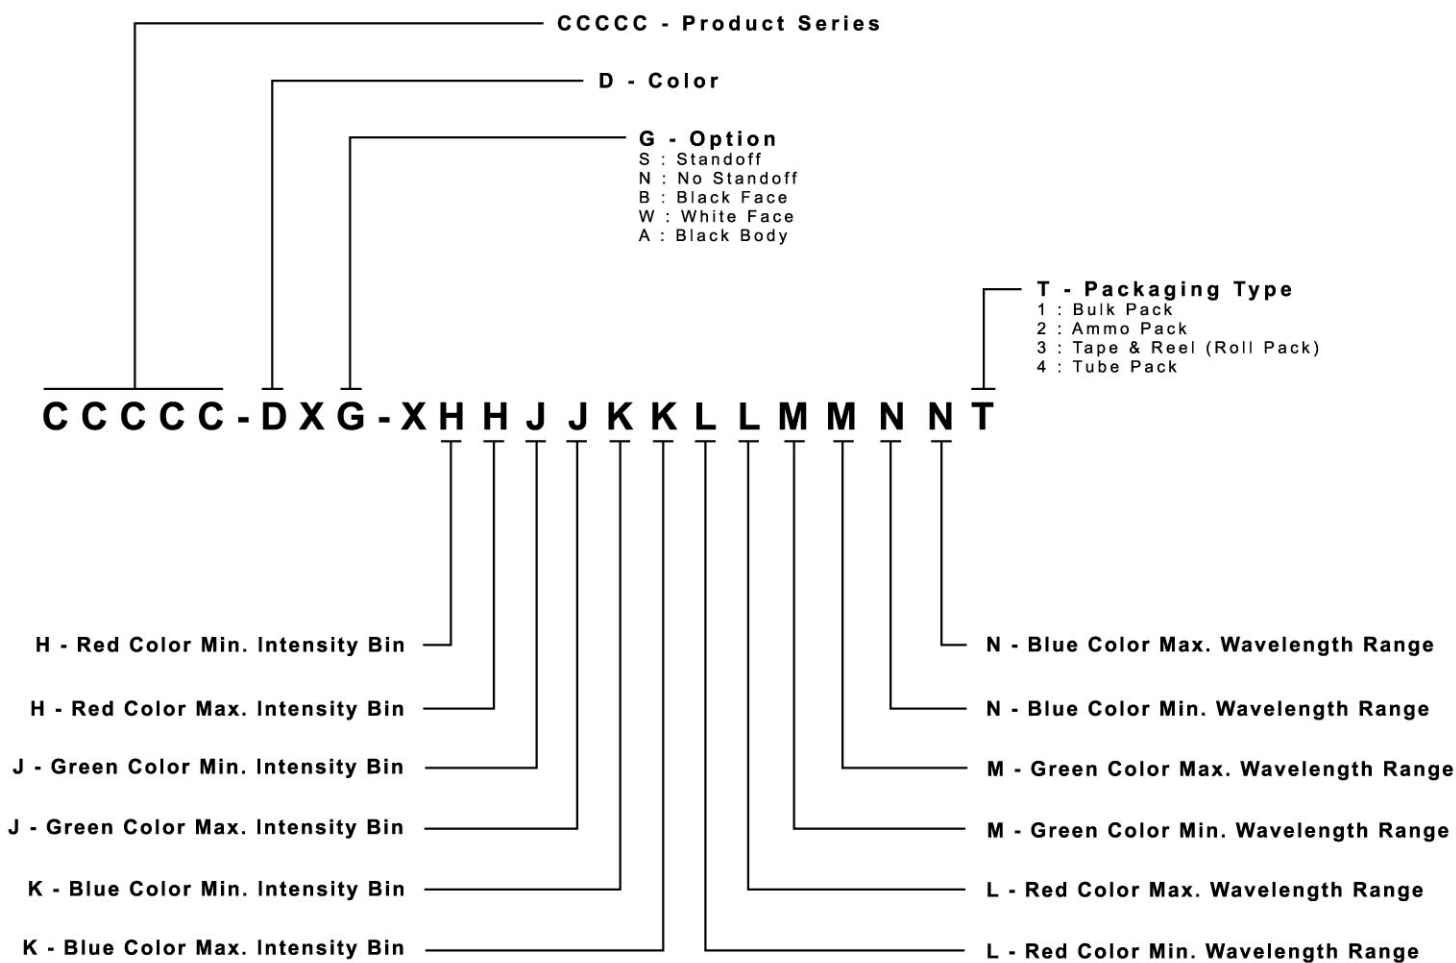 CCCCC - Product Series
D - Color
G - Option
S : Standoff
N : No Standoff
B : Black Face
W : White Face
A : Black Body
T - Packaging Type
1 : Bulk Pack
2 : Ammo Pack
3 : Tape & Reel (Roll Pack)
4 : Tube Pack
CCCCC-DXG-XHHJJKKLLMMNNT
H - Red Color Min. Intensity Bin
N - Blue Color Max. Wavelength Range
H - Red Color Max. Intensity Bin
N - Blue Color Min. Wavelength Range
J - Green Color Min. Intensity Bin
M - Green Color Max. Wavelength Range
J - Green Color Max. Intensity Bin
M - Green Color Min. Wavelength Range
K - Blue Color Min. Intensity Bin
L - Red Color Max. Wavelength Range
K - Blue Color Max. Intensity Bin
L - Red Color Min. Wavelength Range